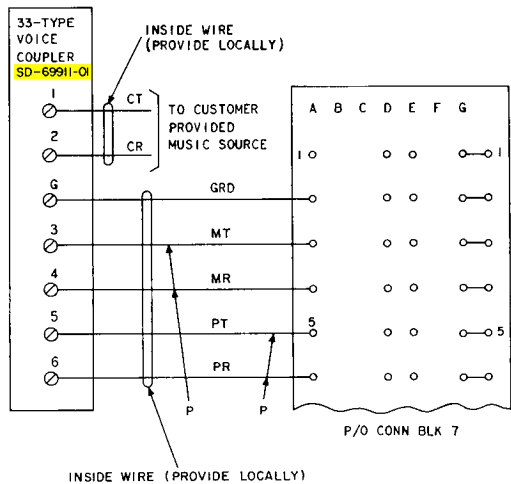 33-TYPE
VOICE
COUPLER
SD-69911-01
INSIDE WIRE
(PROVIDE LOCALLY)
1
CT
2
CR
TO CUSTOMER
PROVIDED
MUSIC SOURCE
A B C D E F G
1 1
G
GRD
3
MT
4
MR
5
PT
5 5
6
PR
P P
P/O CONN BLK 7
INSIDE WIRE (PROVIDE LOCALLY)